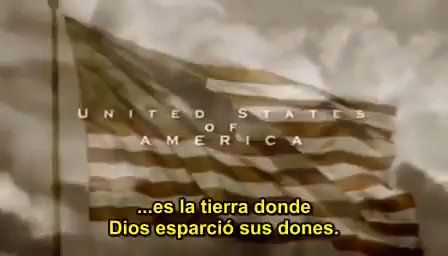 UNITED STATES
OF
AMERICA
...es la tierra donde
Dios esparció sus dones.